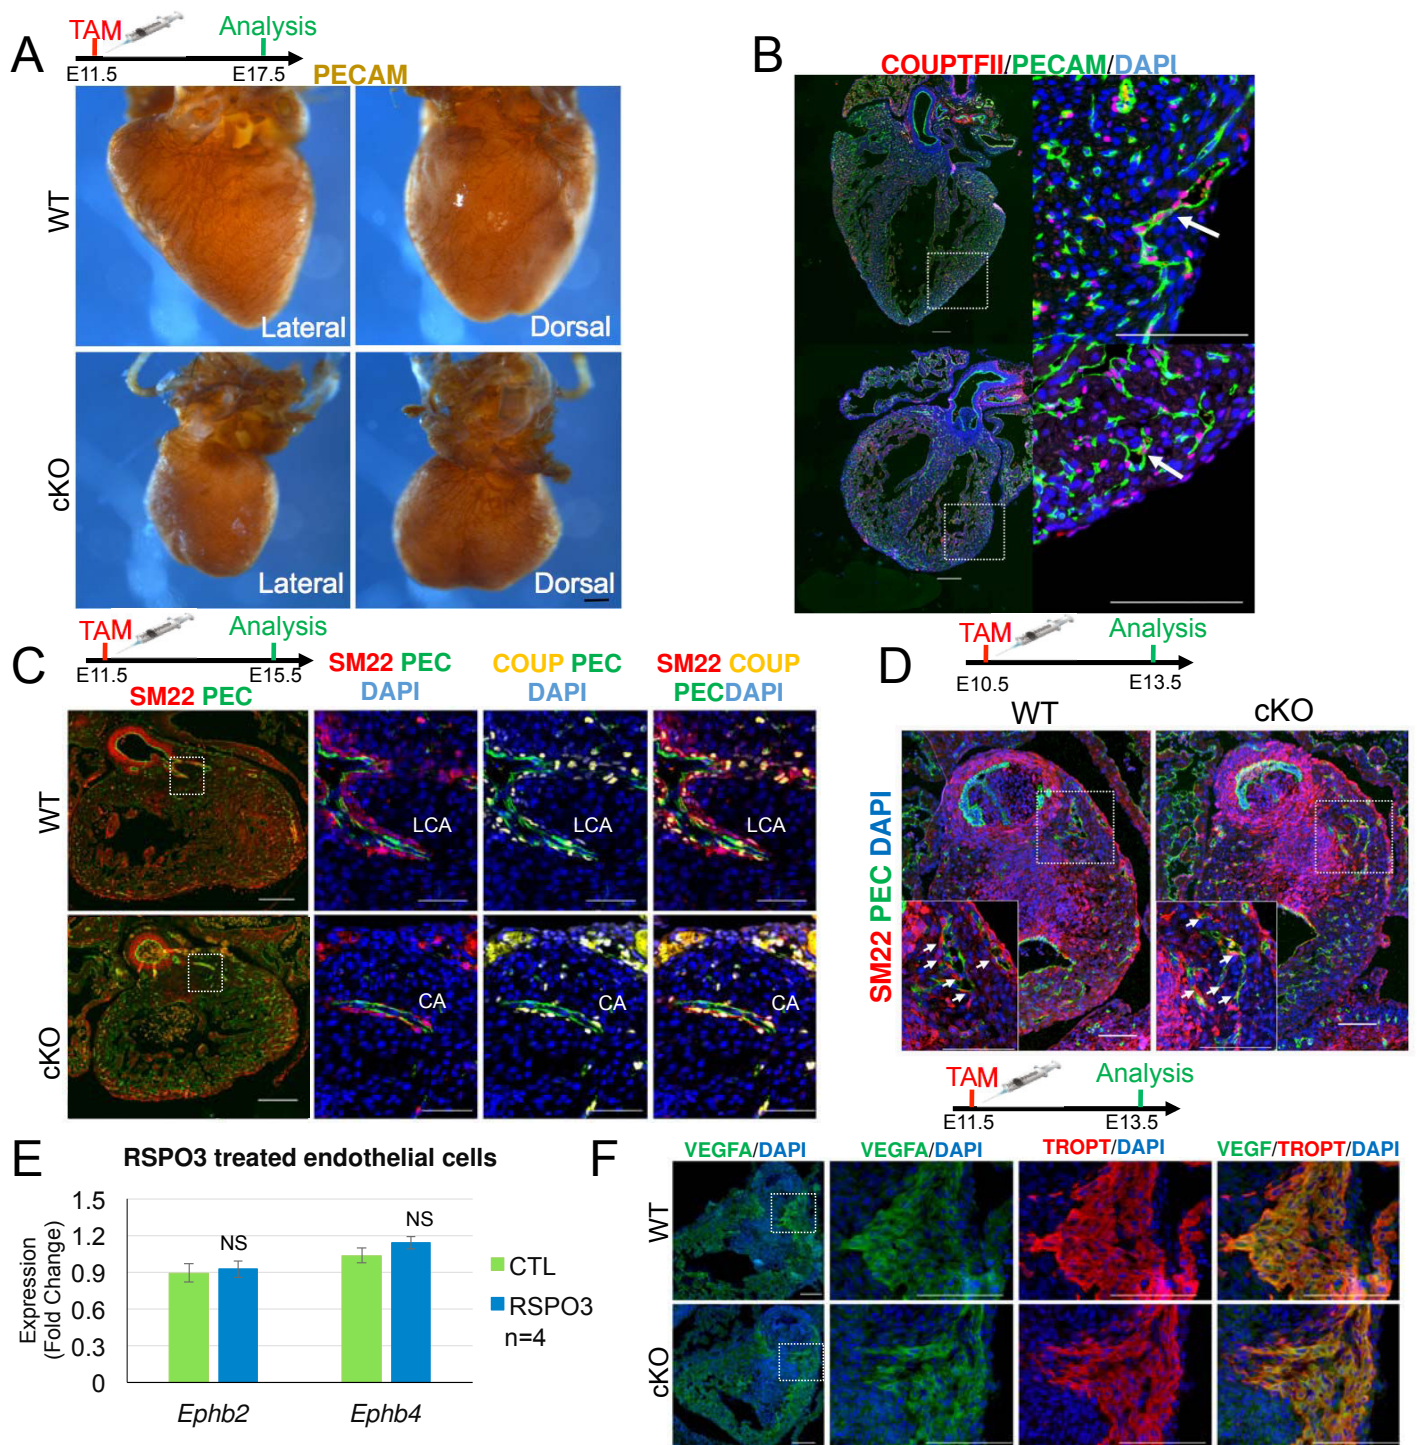 A
TAM
Analysis
E11.5
E17.5
PECAM
WT
Lateral
Dorsal
cKO
Lateral
Dorsal
B
COUPTFII/PECAM/DAPI
C
TAM
Analysis
E11.5
E15.5
SM22 PEC
SM22 PEC
DAPI
COUP PEC
DAPI
SM22 COUP
PECDAPI
WT
LCA
LCA
LCA
cKO
CA
CA
CA
D
TAM
Analysis
E10.5
E13.5
WT
cKO
SM22 PEC DAPI
TAM
Analysis
E11.5
E13.5
E
RSPO3 treated endothelial cells
Expression
(Fold Change)
1.5
1.2
0.9
0.6
0.3
0
NS
NS
Ephb2
Ephb4
CTL
RSPO3
n=4
F
VEGFA/DAPI
VEGFA/DAPI
TROPT/DAPI
VEGF/TROPT/DAPI
WT
cKO